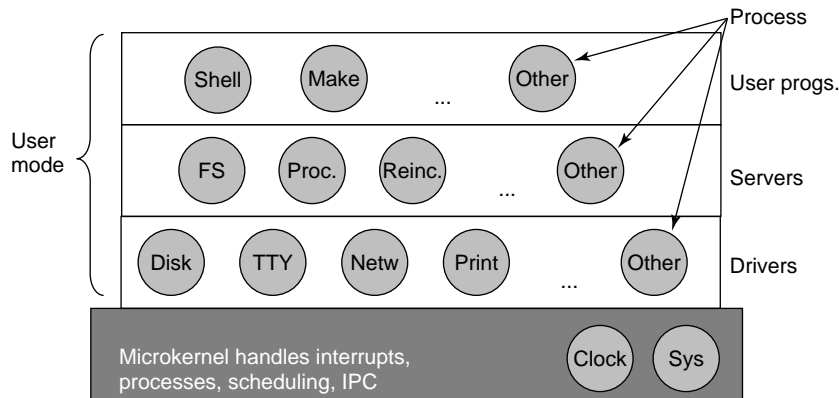 Process
Shell Make ... Other
User progs.
User
mode
FS Proc. Reinc. ... Other
Servers
Disk TTY Netw Print ... Other
Drivers
Microkernel handles interrupts,
processes, scheduling, IPC
Clock Sys